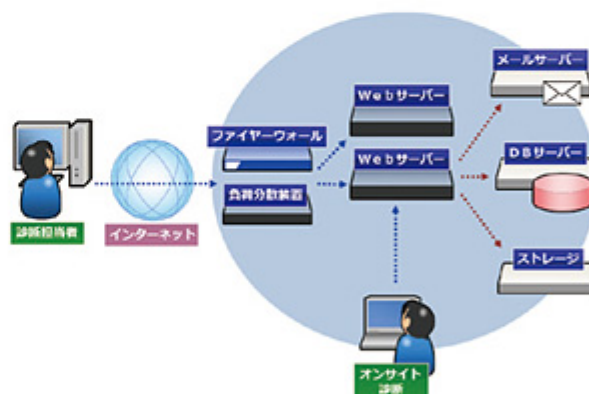 メールサーバー
Webサーバー
ファイヤーウォール
Webサーバー
DBサーバー
負荷分散装置
診断担当者
インターネット
ストレージ
オンサイト
診断